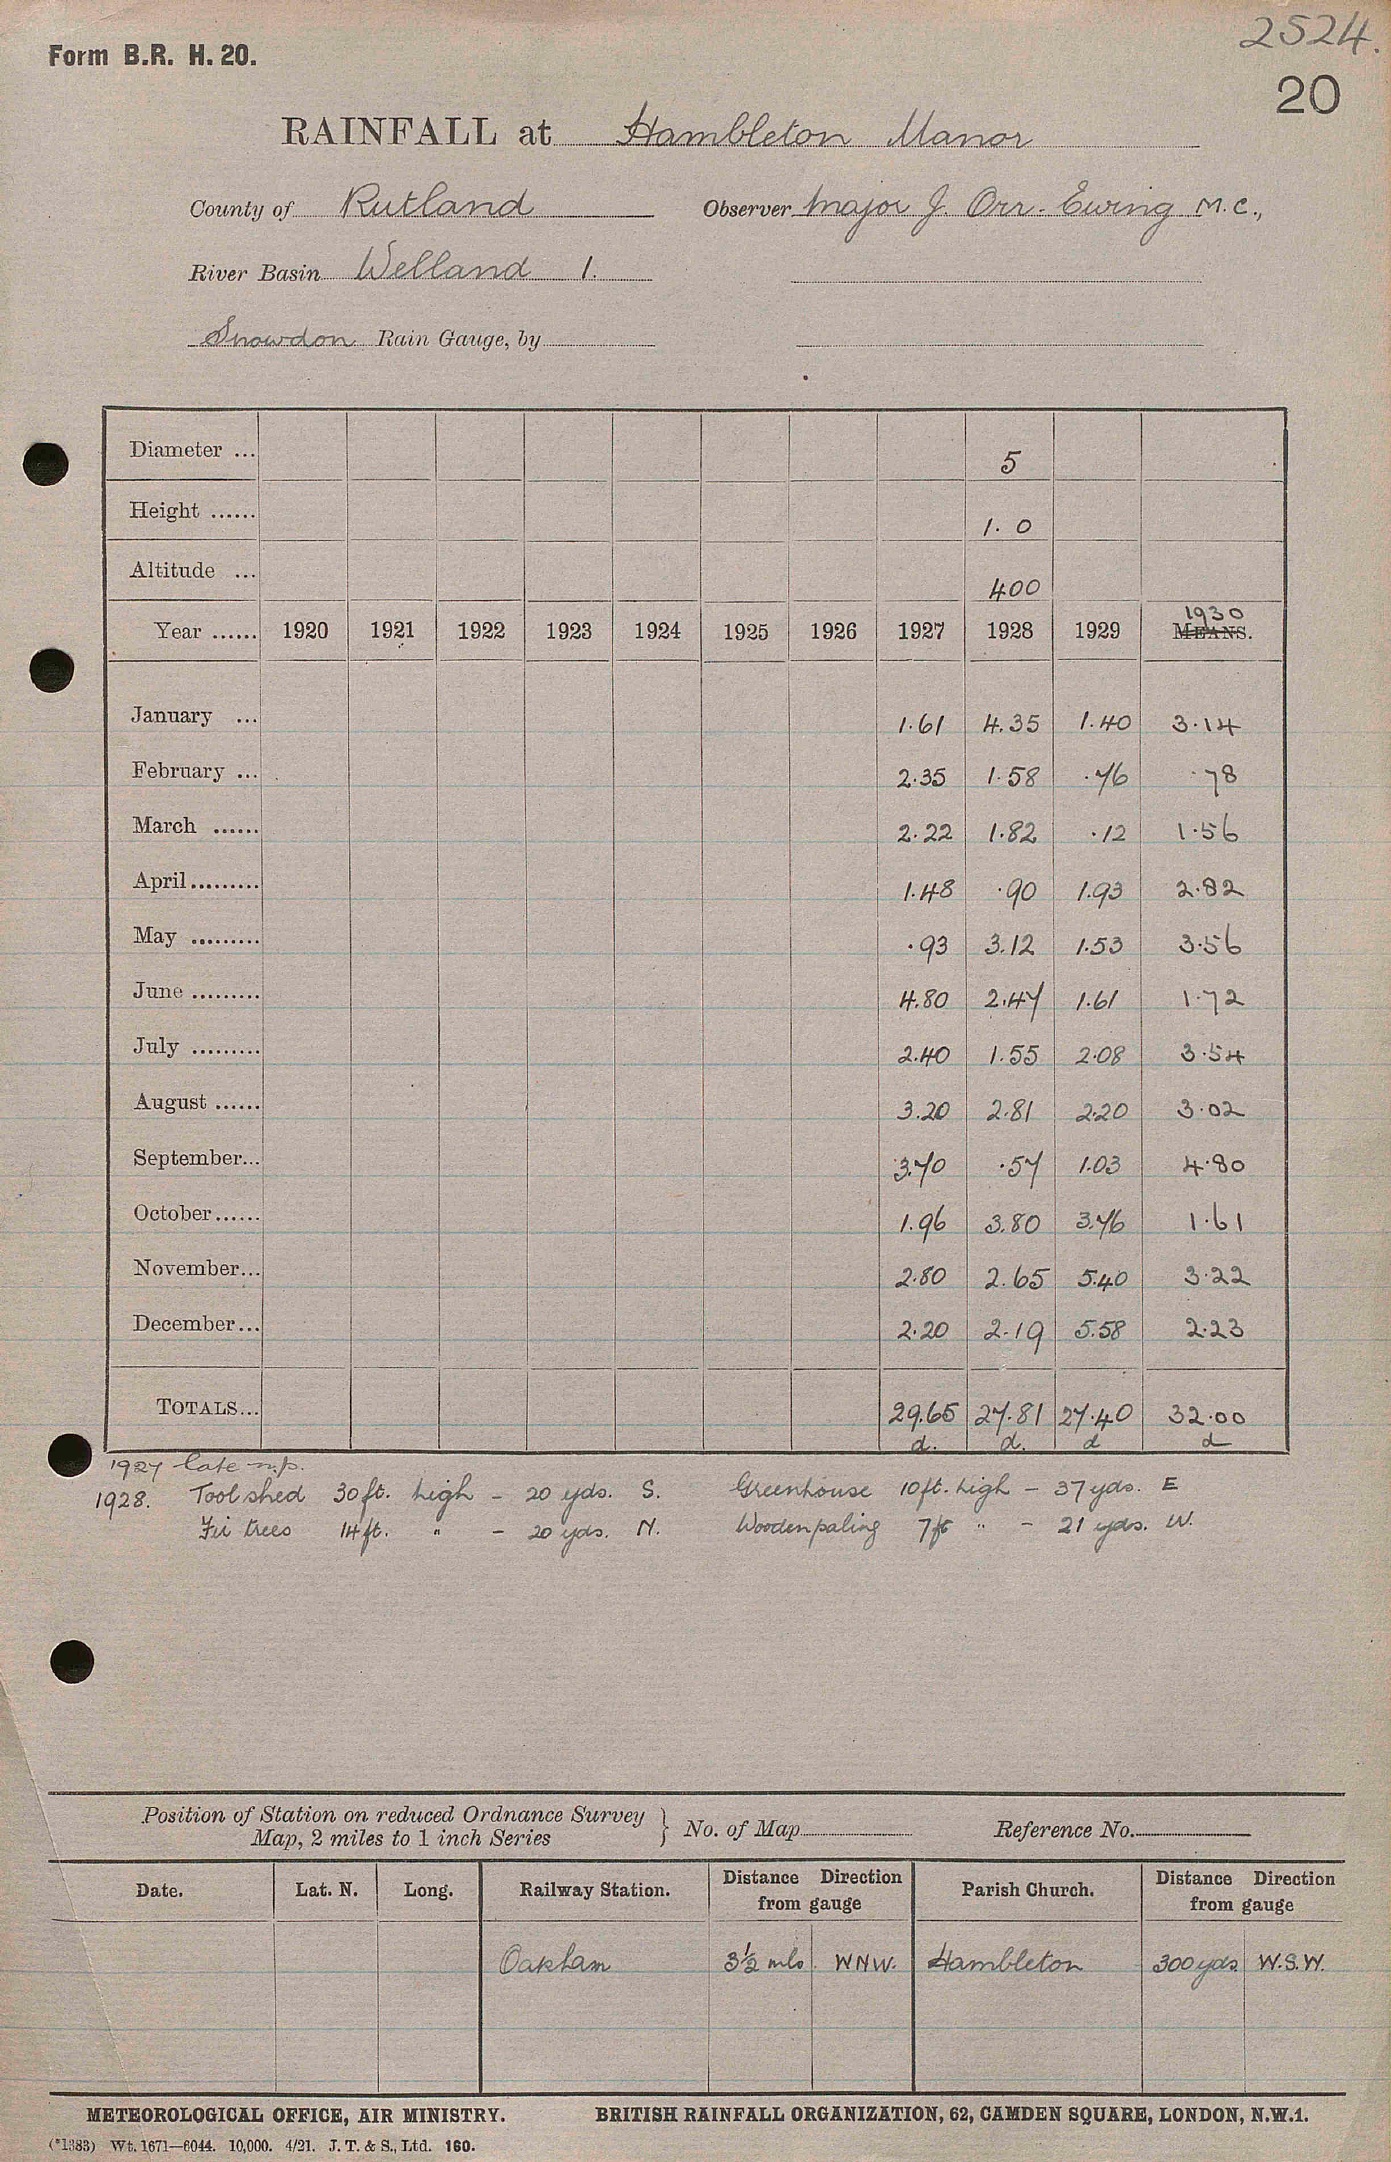 2524.
Form B.R. H. 20.
20
RAINFALL at Hambleton Manor
County of Rutland Observer Major J. Orr-Ewing M.C.,
River Basin Welland 1.
Snowdon Rain Gauge, by
Diameter ... 5
Height ...... 1. 0
Altitude ... 400
1930
Year ...... 1920 1921 1922 1923 1924 1925 1926 1927 1928 1929 MEANS.
January ... 1.61 4.35 1.40 3.14
February ... 2.35 1.58 .76 .78
March ...... 2.22 1.82 .12 1.56
April......... 1.48 .90 1.93 2.82
May ......... .93 3.12 1.53 3.56
June ......... 4.80 2.47 1.61 1.72
July ......... 2.40 1.55 2.08 3.54
August ...... 3.20 2.81 2.20 3.02
September... 3.70 .57 1.03 4.80
October...... 1.96 3.80 3.76 1.61
November... 2.80 2.65 5.40 3.22
December... 2.20 2.19 5.58 2.23
TOTALS... 29.65 27.81 27.40 32.00
d. d. d d
1927 late n.p.
1928. Toolshed 30ft. high - 20 yds. S. Greenhouse 10ft. high - 37 yds. E
Fir trees 14ft. " - 20 yds. N. Wooden paling 7ft " - 21 yds. W.
Position of Station on reduced Ordnance Survey
Map, 2 miles to 1 inch Series } No. of Map Reference No.
Date. Lat. N. Long. Railway Station. Distance from gauge Direction Parish Church. Distance from gauge Direction
Oakham 3½ mls. WNW. Hambleton 300 yds W.S.W.
METEOROLOGICAL OFFICE, AIR MINISTRY. BRITISH RAINFALL ORGANIZATION, 62, CAMDEN SQUARE, LONDON, N.W.1.
(*1383) Wt. 1671—6044. 10,000. 4/21. J. T. & S., Ltd. 160.